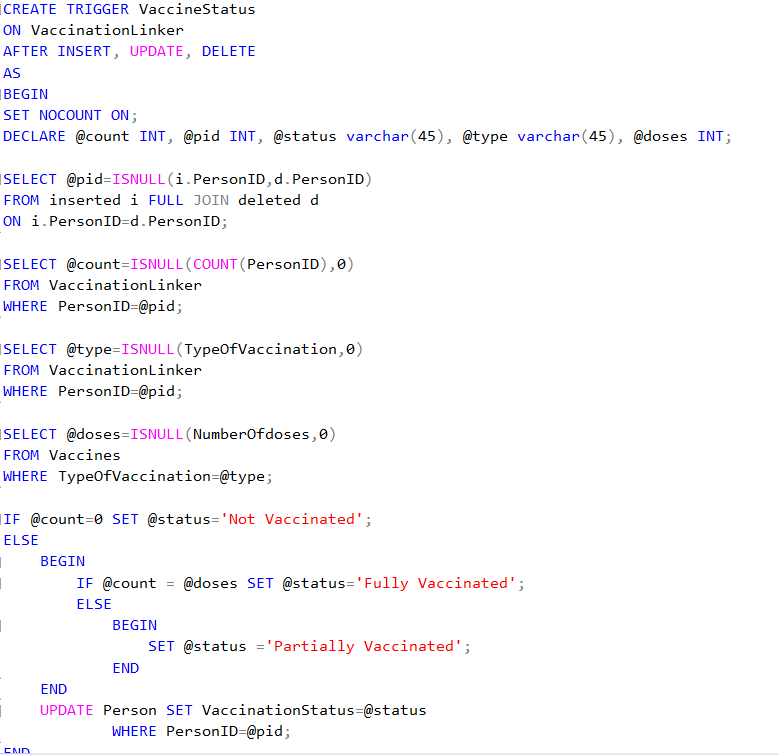 CREATE TRIGGER VaccineStatus
ON VaccinationLinker
AFTER INSERT, UPDATE, DELETE
AS
BEGIN
SET NOCOUNT ON;
DECLARE @count INT, @pid INT, @status varchar(45), @type varchar(45), @doses INT;
SELECT @pid=ISNULL(i.PersonID,d.PersonID)
FROM inserted i FULL JOIN deleted d
ON i.PersonID=d.PersonID;
SELECT @count=ISNULL(COUNT(PersonID),0)
FROM VaccinationLinker
WHERE PersonID=@pid;
SELECT @type=ISNULL(TypeOfVaccination,0)
FROM VaccinationLinker
WHERE PersonID=@pid;
SELECT @doses=ISNULL(NumberOfdoses,0)
FROM Vaccines
WHERE TypeOfVaccination=@type;
IF @count=0 SET @status='Not Vaccinated';
ELSE
BEGIN
IF @count = @doses SET @status='Fully Vaccinated';
ELSE
BEGIN
SET @status ='Partially Vaccinated';
END
END
UPDATE Person SET VaccinationStatus=@status
WHERE PersonID=@pid;
END